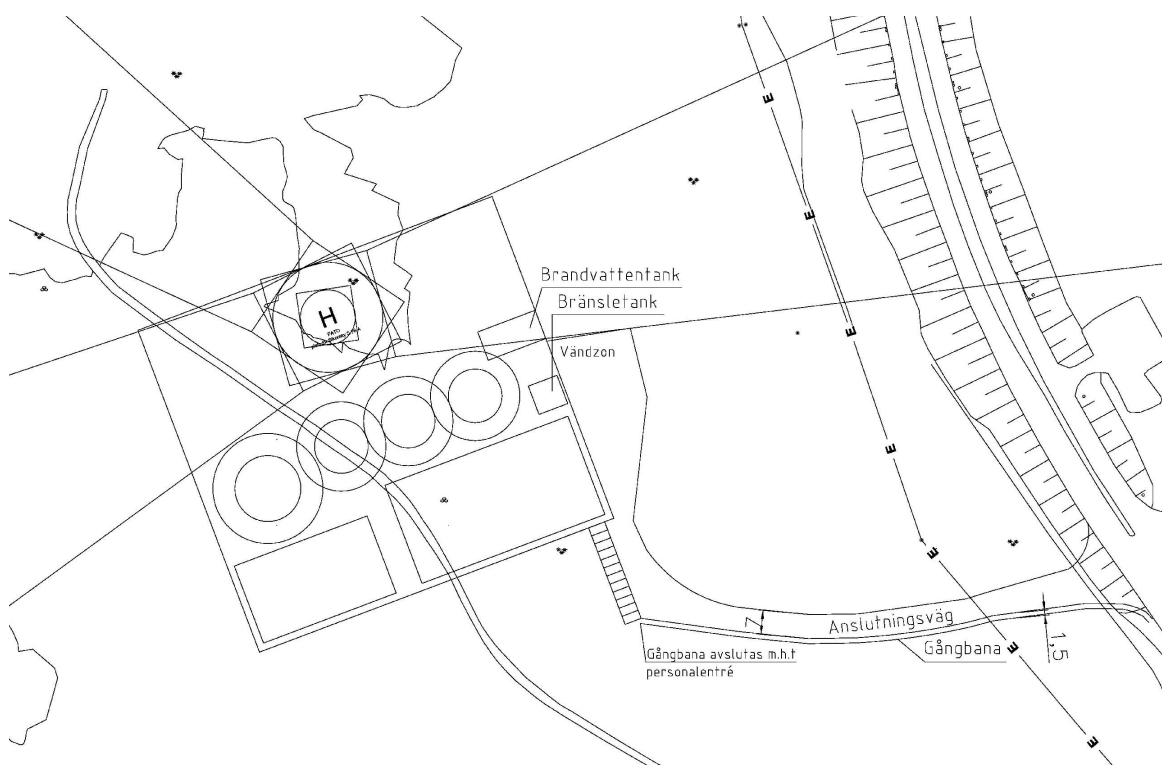 Brandvattentank
Bränsletank
Vändzon
H
FATO
E
E
E
E
E
E
E
Anslutningsväg
7
1,5
Gångbana
Gångbana avslutas m.h.t
personalentré